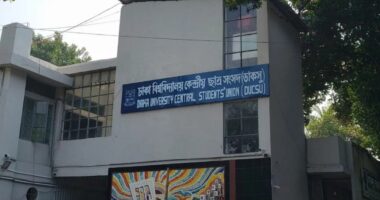 ঢাকা বিশ্ববিদ্যালয় কেন্দ্রীয় ছাত্র সংসদ (ডাকসু)
DHAKA UNIVERSITY CENTRAL STUDENTS' UNION (DUCSU)